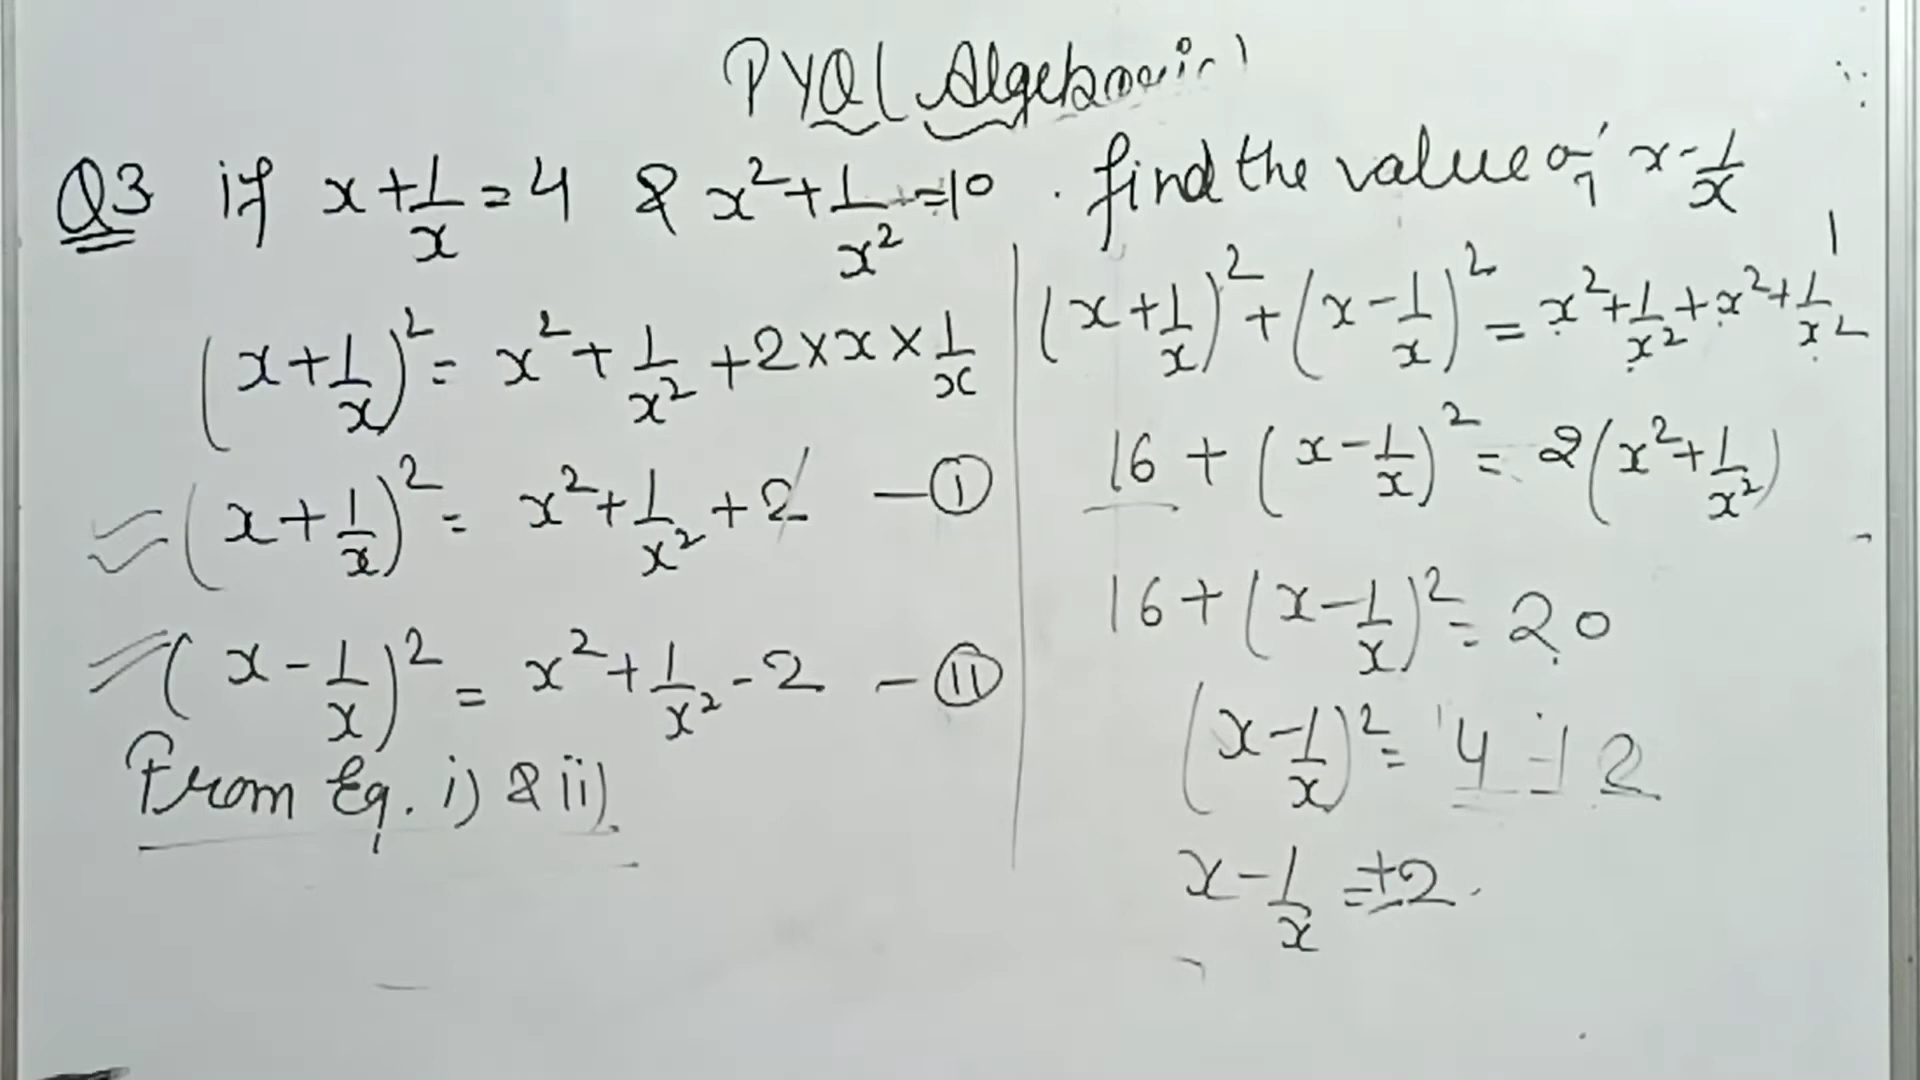 PYQ( Algebraic)
Q3 if x+1/x=4 & x²+1/x²=10 . find the value of x-1/x
(x+1/x)²= x²+1/x²+2×x×1/x
(x+1/x)²= x²+1/x²+2 —(i)
(x-1/x)² = x²+1/x²-2 —(ii)
From Eq. i) & ii)
(x+1/x)²+(x-1/x)²= x²+1/x²+x²+1/x²
16+(x-1/x)²= 2(x²+1/x²)
16+(x-1/x)²= 20
(x-1/x)²= 4
x-1/x=±2.